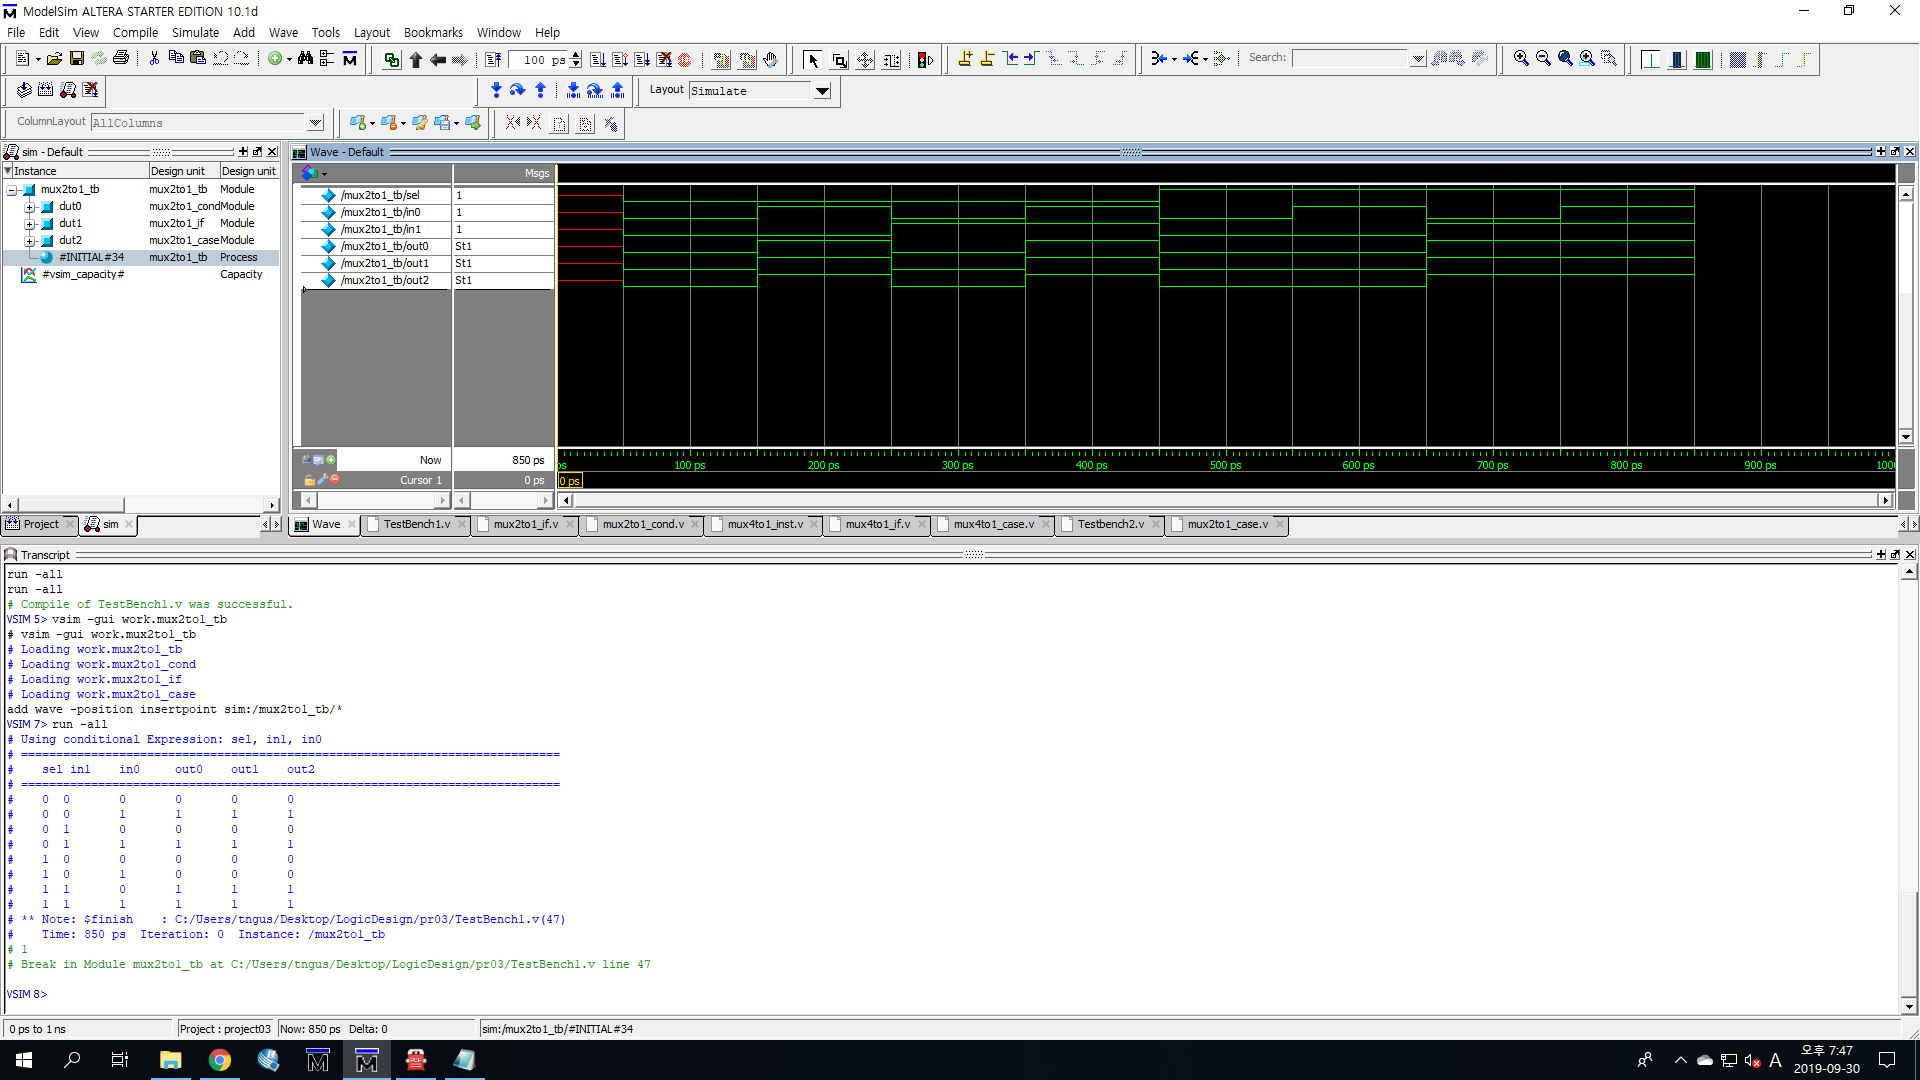 ModelSim ALTERA STARTER EDITION 10.1d
File Edit View Compile Simulate Add Wave Tools Layout Bookmarks Window Help
100 ps
Search:
Layout Simulate
ColumnLayout AllColumns
sim - Default
Instance Design unit Design unit
mux2to1_tb mux2to1_tb Module
dut0 mux2to1_cond Module
dut1 mux2to1_if Module
dut2 mux2to1_case Module
#INITIAL#34 mux2to1_tb Process
#vsim_capacity# Capacity
Wave - Default
Msgs
/mux2to1_tb/sel 1
/mux2to1_tb/in0 1
/mux2to1_tb/in1 1
/mux2to1_tb/out0 St1
/mux2to1_tb/out1 St1
/mux2to1_tb/out2 St1
Now 850 ps
ps 100 ps 200 ps 300 ps 400 ps 500 ps 600 ps 700 ps 800 ps 900 ps 1000
Cursor 1 0 ps
0 ps
Project sim
Wave TestBench1.v mux2to1_if.v mux2to1_cond.v mux4to1_inst.v mux4to1_if.v mux4to1_case.v Testbench2.v mux2to1_case.v
Transcript
run -all
run -all
# Compile of TestBench1.v was successful.
VSIM 5> vsim -gui work.mux2to1_tb
# vsim -gui work.mux2to1_tb
# Loading work.mux2to1_tb
# Loading work.mux2to1_cond
# Loading work.mux2to1_if
# Loading work.mux2to1_case
add wave -position insertpoint sim:/mux2to1_tb/*
VSIM 7> run -all
# Using conditional Expression: sel, in1, in0
# =============================================================================
# sel in1 in0 out0 out1 out2
# =============================================================================
# 0 0 0 0 0 0
# 0 0 1 1 1 1
# 0 1 0 0 0 0
# 0 1 1 1 1 1
# 1 0 0 0 0 0
# 1 0 1 0 0 0
# 1 1 0 1 1 1
# 1 1 1 1 1 1
# ** Note: $finish : C:/Users/tngus/Desktop/LogicDesign/pr03/TestBench1.v(47)
# Time: 850 ps Iteration: 0 Instance: /mux2to1_tb
# 1
# Break in Module mux2to1_tb at C:/Users/tngus/Desktop/LogicDesign/pr03/TestBench1.v line 47
VSIM 8>
0 ps to 1 ns Project : project03 Now: 850 ps Delta: 0 sim:/mux2to1_tb/#INITIAL#34
A
오후 7:47
2019-09-30